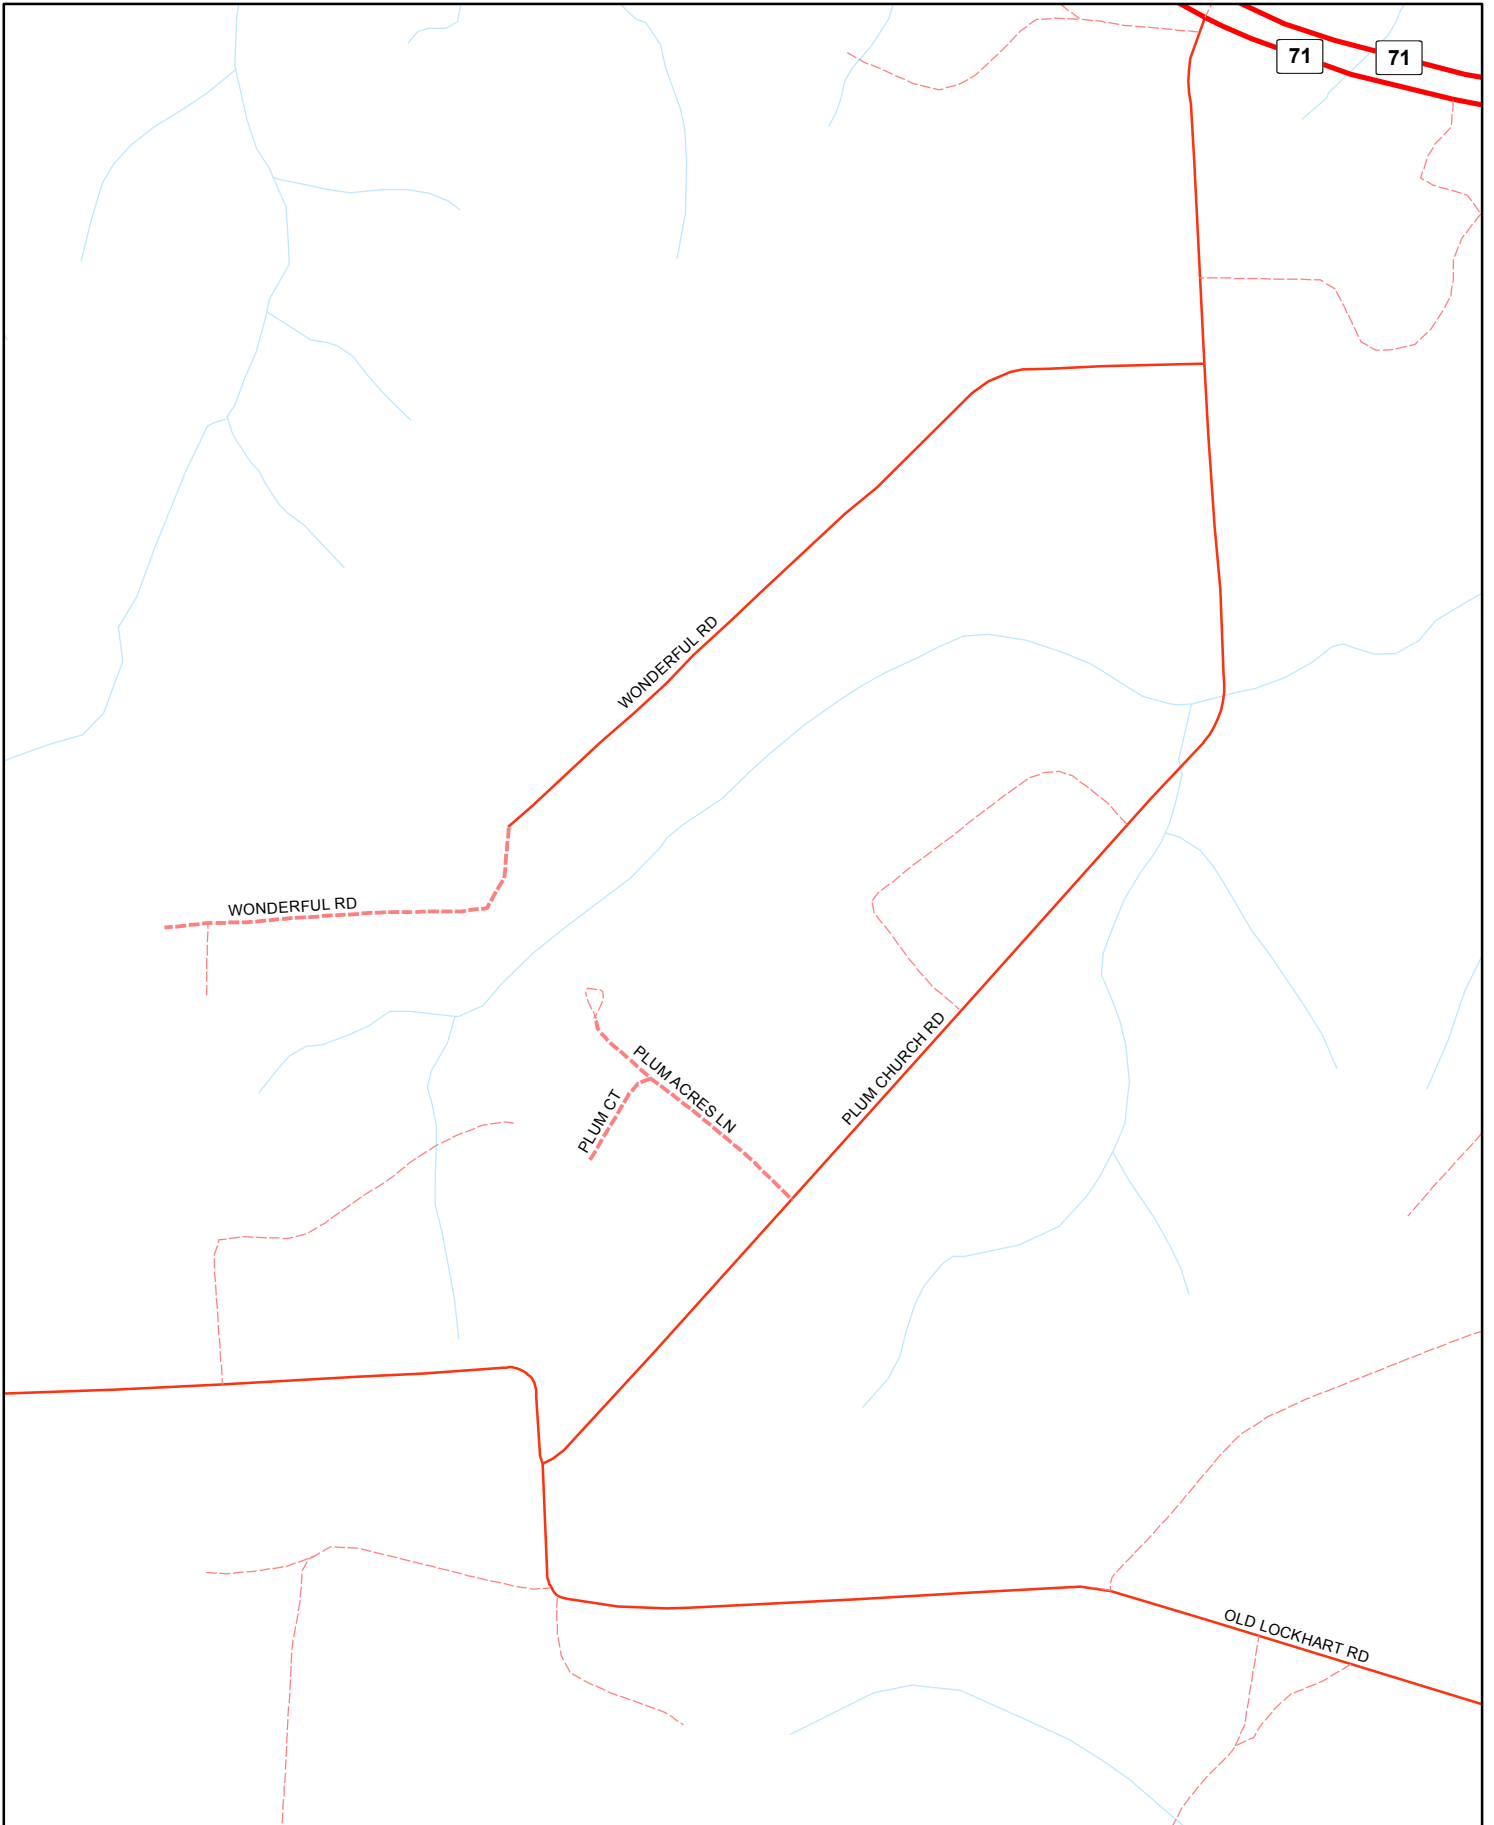 71
71
WONDERFUL RD
WONDERFUL RD
PLUM CHURCH RD
PLUM ACRES LN
PLUM CT
OLD LOCKHART RD